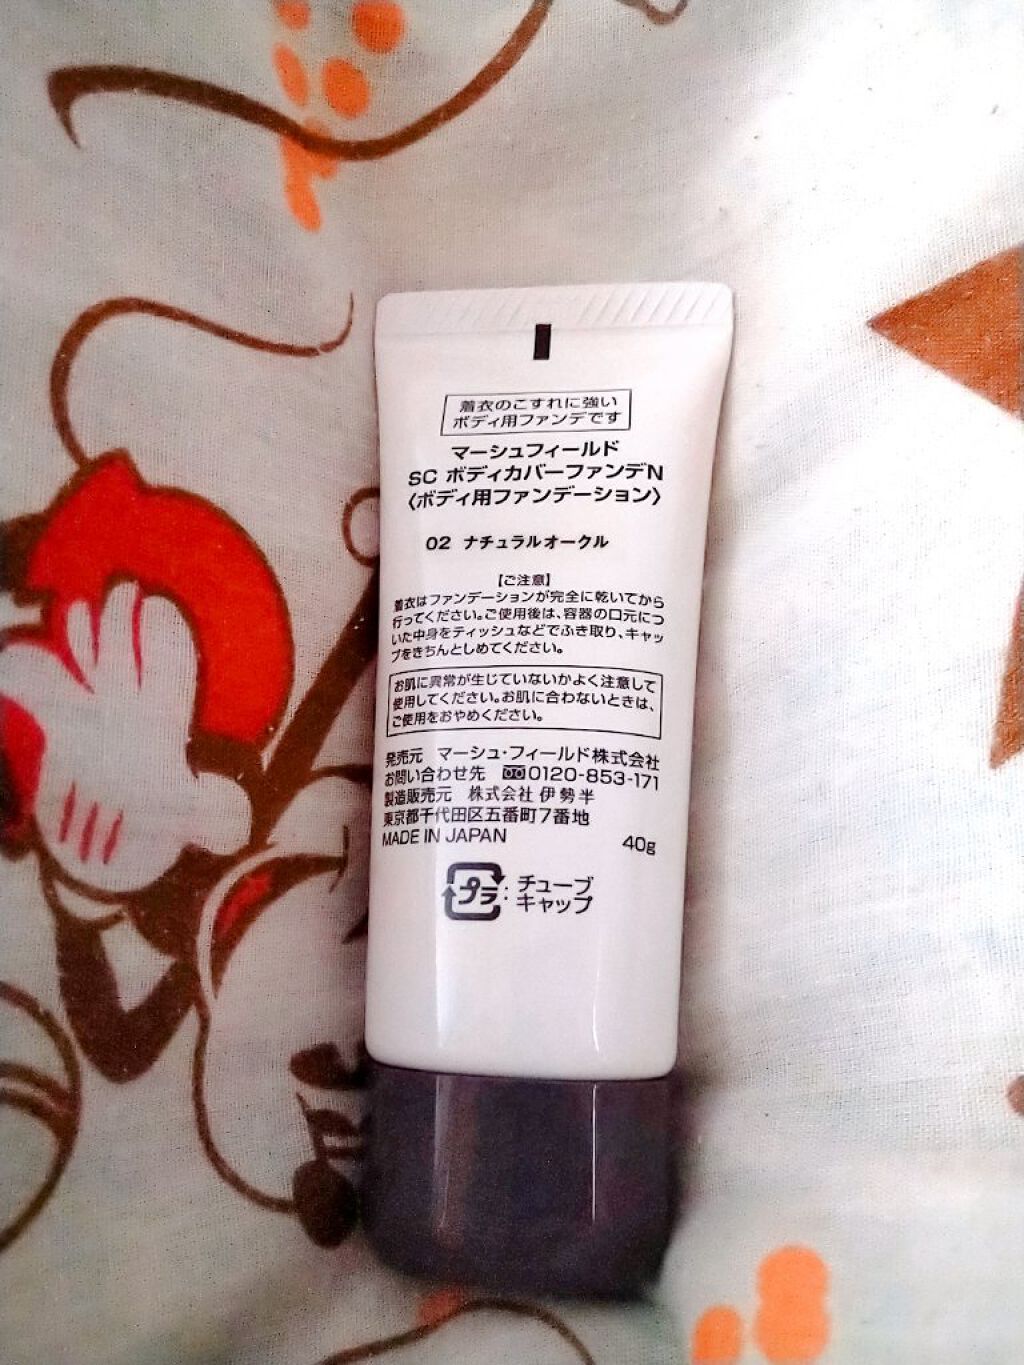 着衣のこすれに強い
ボディ用ファンデです
マーシュフィールド
SC ボディカバーファンデN
〈ボディ用ファンデーション〉
02 ナチュラルオークル
【ご注意】
着衣はファンデーションが完全に乾いてから
行ってください。ご使用後は、容器の口元につ
いた中身をティッシュなどでふき取り、キャッ
プをきちんとしめてください。
お肌に異常が生じていないかよく注意して
使用してください。お肌に合わないときは、
ご使用をおやめください。
発売元 マーシュ・フィールド株式会社
お問い合わせ先 0120-853-171
製造販売元 株式会社 伊勢半
東京都千代田区五番町7番地
MADE IN JAPAN 40g
プラ : チューブ
キャップ